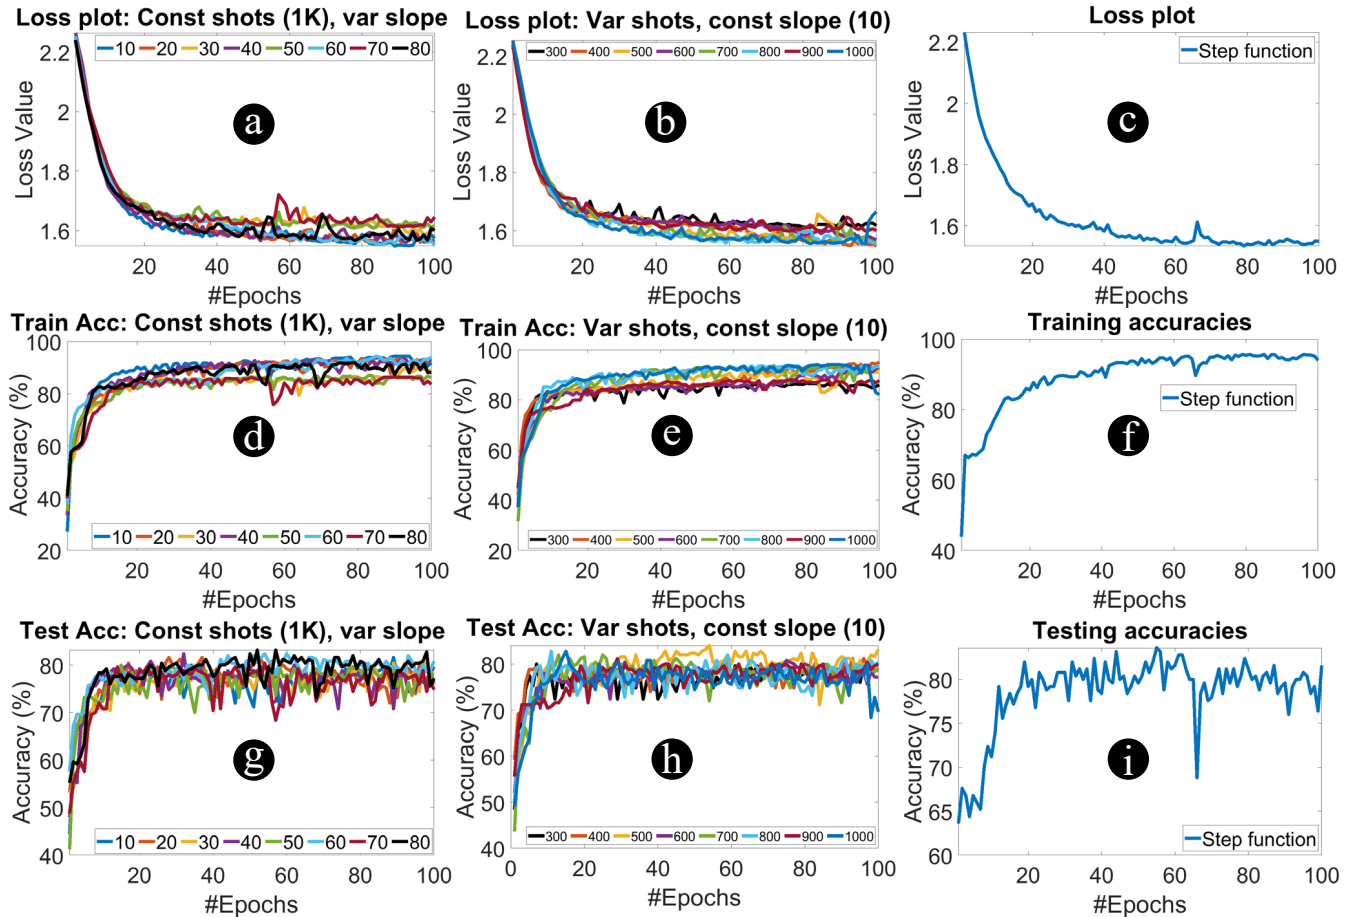 Loss plot: Const shots (1K), var slope
10 20 30 40 50 60 70 80
2.2
2
1.8
1.6
Loss Value
a
20 40 60 80 100
#Epochs
Loss plot: Var shots, const slope (10)
300 400 500 600 700 800 900 1000
2.2
2
1.8
1.6
Loss Value
b
20 40 60 80 100
#Epochs
Loss plot
Step function
2.2
2
1.8
1.6
Loss Value
c
20 40 60 80 100
#Epochs
Train Acc: Const shots (1K), var slope
100
80
60
40
20
Accuracy (%)
d
10 20 30 40 50 60 70 80
20 40 60 80 100
#Epochs
Train Acc: Var shots, const slope (10)
100
80
60
40
20
Accuracy (%)
e
300 400 500 600 700 800 900 1000
20 40 60 80 100
#Epochs
Training accuracies
100
80
60
40
Accuracy (%)
Step function
f
20 40 60 80 100
#Epochs
Test Acc: Const shots (1K), var slope
80
70
60
50
40
Accuracy (%)
g
10 20 30 40 50 60 70 80
20 40 60 80 100
#Epochs
Test Acc: Var shots, const slope (10)
80
70
60
50
40
Accuracy (%)
h
300 400 500 600 700 800 900 1000
0 20 40 60 80 100
#Epochs
Testing accuracies
80
75
70
65
60
Accuracy (%)
i
Step function
20 40 60 80 100
#Epochs